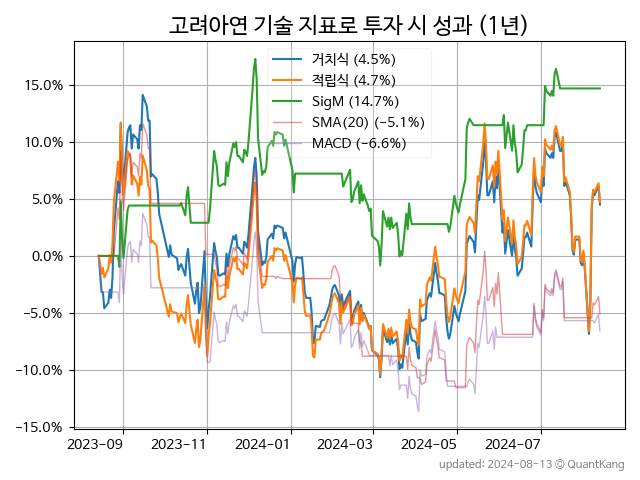 고려아연 기술 지표로 투자 시 성과 (1년)
거치식 (4.5%)
적립식 (4.7%)
SigM (14.7%)
SMA(20) (−5.1%)
MACD (−6.6%)
15.0%
10.0%
5.0%
0.0%
−5.0%
−10.0%
−15.0%
2023−09 2023−11 2024−01 2024−03 2024−05 2024−07
updated: 2024-08-13 © QuantKang